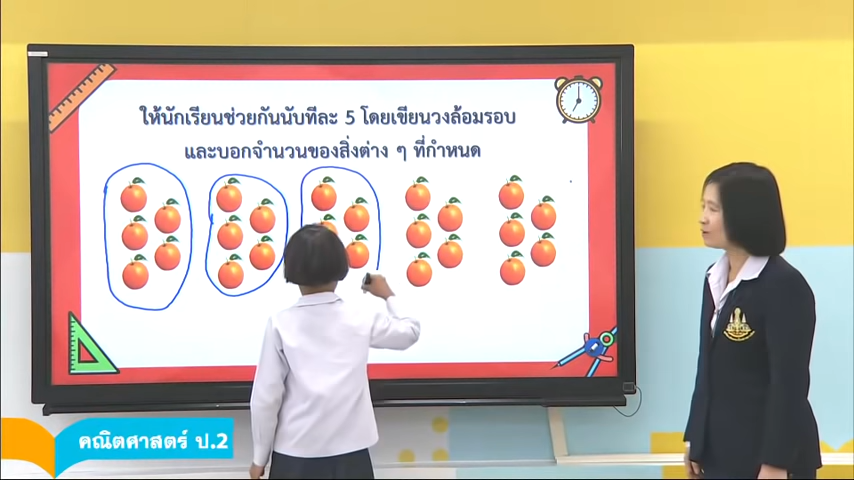 ให้นักเรียนช่วยกันนับทีละ 5 โดยเขียนวงล้อมรอบ
และบอกจำนวนของสิ่งต่าง ๆ ที่กำหนด
คณิตศาสตร์ ป.2